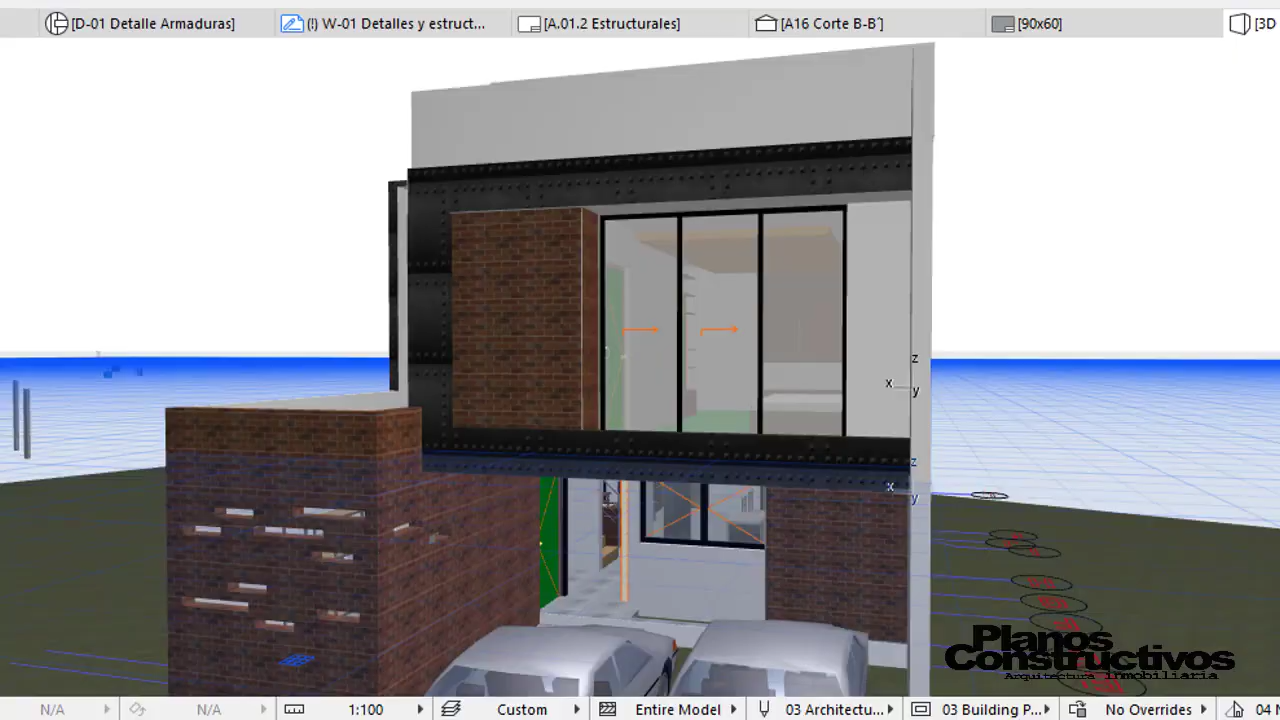 [D-01 Detalle Armaduras]
(!) W-01 Detalles y estruct...
[A.01.2 Estructurales]
[A16 Corte B-B´]
[90x60]
[3D
z
x
y
z
x
y
Planos
Constructivos
Arquitectura Inmobiliaria
N/A
N/A
1:100
Custom
Entire Model
03 Architectu...
03 Building P...
No Overrides
04 N